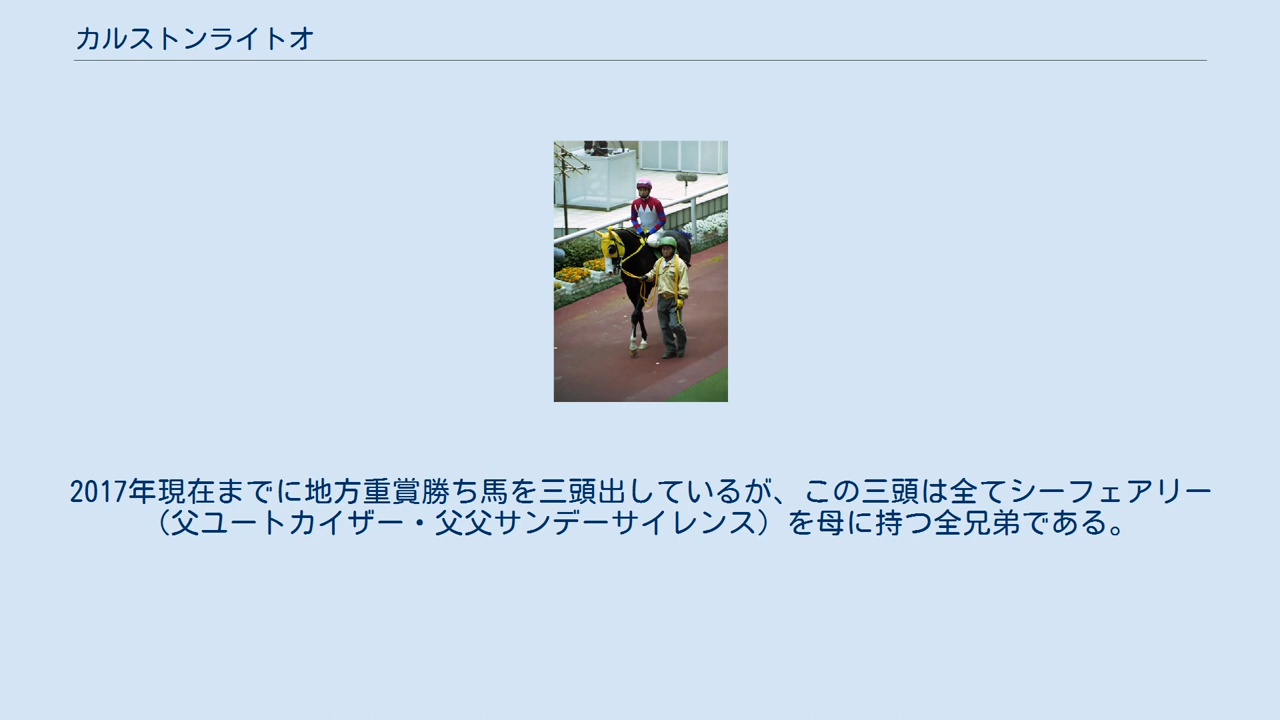 カルストンライトオ
2017年現在までに地方重賞勝ち馬を三頭出しているが、この三頭は全てシーフェアリー
（父ユートカイザー・父父サンデーサイレンス）を母に持つ全兄弟である。